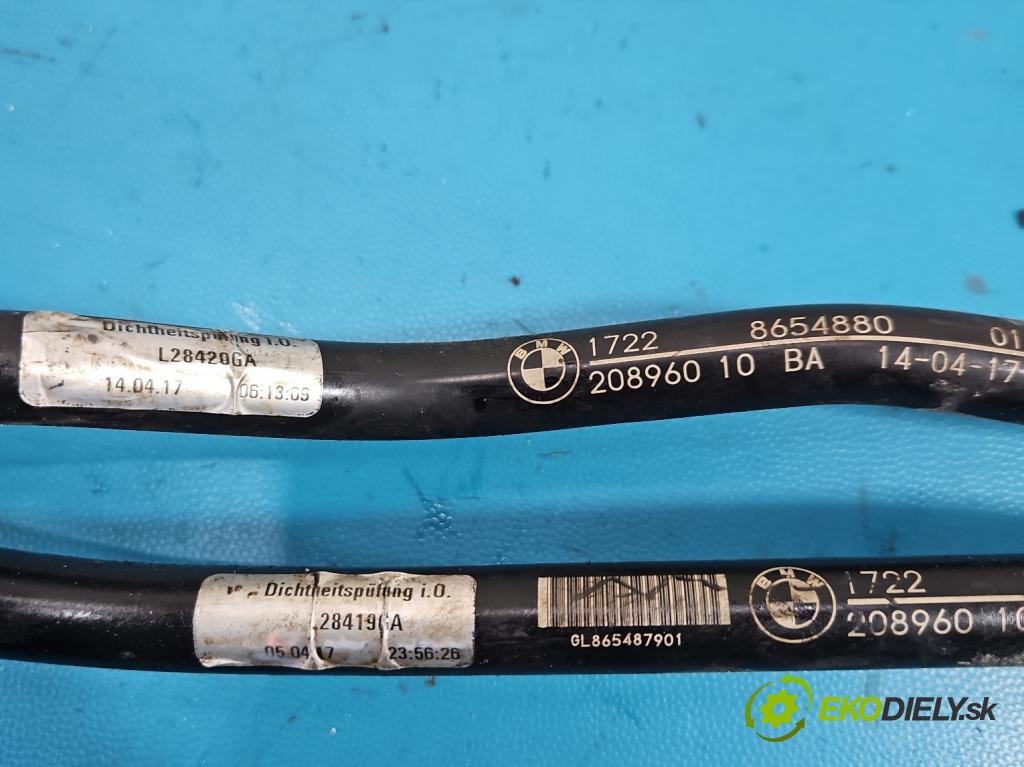 Dichtheitsprüfung i.O.
L28420GA
14.04.17 06:13:09
BMW
1722 8654880 01
208960 10 BA 14-04-17
Dichtheitsprüfung i.O.
L28419GA
05.04.17 23:56:26
GL865487901
BMW
1722
208960 10
EKODIELY.sk